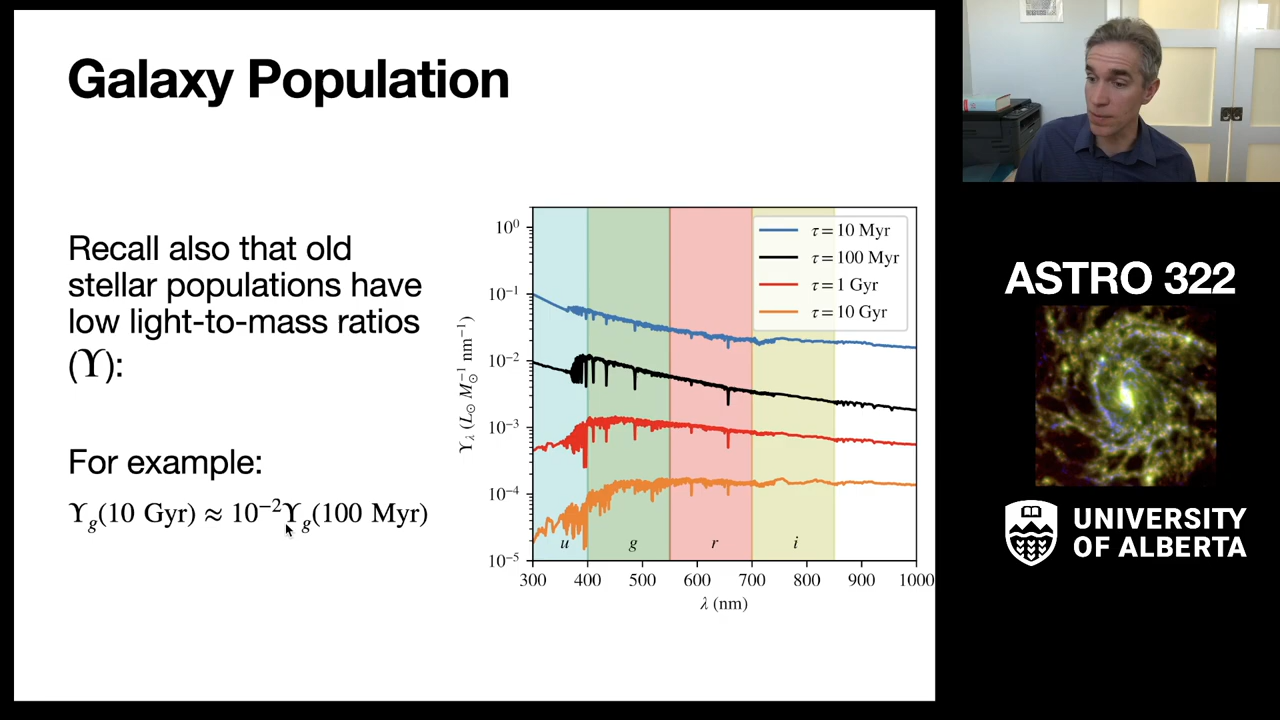 Galaxy Population
Recall also that old
stellar populations have
low light-to-mass ratios
(ϒ):
For example:
ϒg(10 Gyr) ≈ 10⁻²ϒg(100 Myr)
10⁰
10⁻¹
10⁻²
10⁻³
10⁻⁴
10⁻⁵
ϒλ (L⊙ M⊙⁻¹ nm⁻¹)
τ = 10 Myr
τ = 100 Myr
τ = 1 Gyr
τ = 10 Gyr
u g r i
300 400 500 600 700 800 900 1000
λ (nm)
ASTRO 322
UNIVERSITY
OF ALBERTA